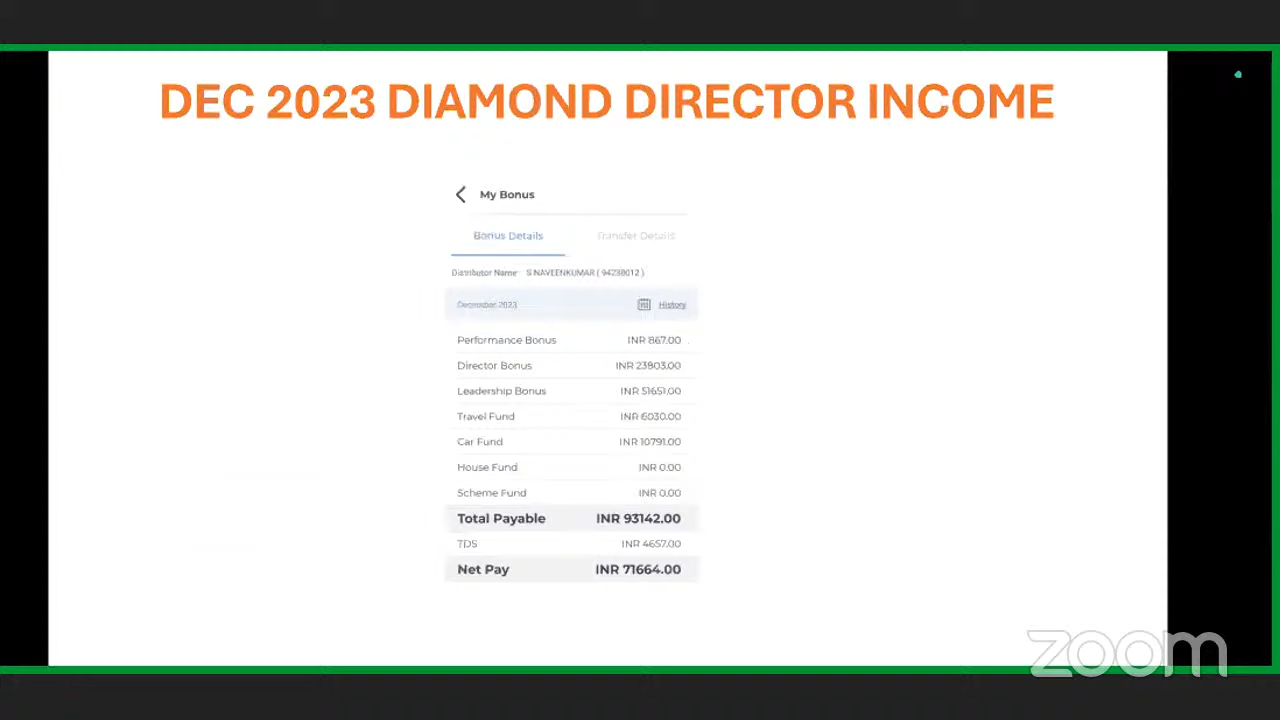 DEC 2023 DIAMOND DIRECTOR INCOME
My Bonus
Bonus Details Transfer Details
Distributor Name: S NAVEENKUMAR ( 94238012 )
December 2023 History
Performance Bonus INR 867.00
Director Bonus INR 23803.00
Leadership Bonus INR 51651.00
Travel Fund INR 6030.00
Car Fund INR 10791.00
House Fund INR 0.00
Scheme Fund INR 0.00
Total Payable INR 93142.00
TDS INR 4657.00
Net Pay INR 71664.00
zoom